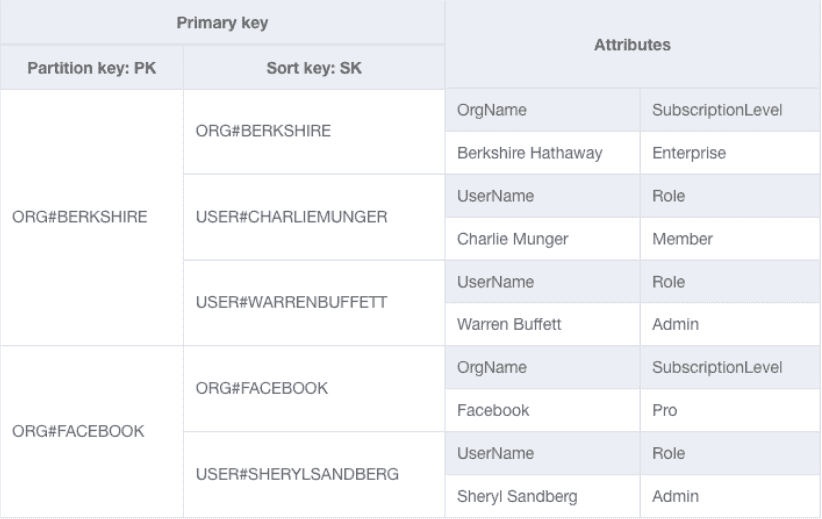 Primary key
Attributes
Partition key: PK Sort key: SK
OrgName SubscriptionLevel
ORG#BERKSHIRE
Berkshire Hathaway Enterprise
UserName Role
ORG#BERKSHIRE USER#CHARLIEMUNGER
Charlie Munger Member
UserName Role
USER#WARRENBUFFETT
Warren Buffett Admin
OrgName SubscriptionLevel
ORG#FACEBOOK
Facebook Pro
ORG#FACEBOOK
UserName Role
USER#SHERYLSANDBERG
Sheryl Sandberg Admin